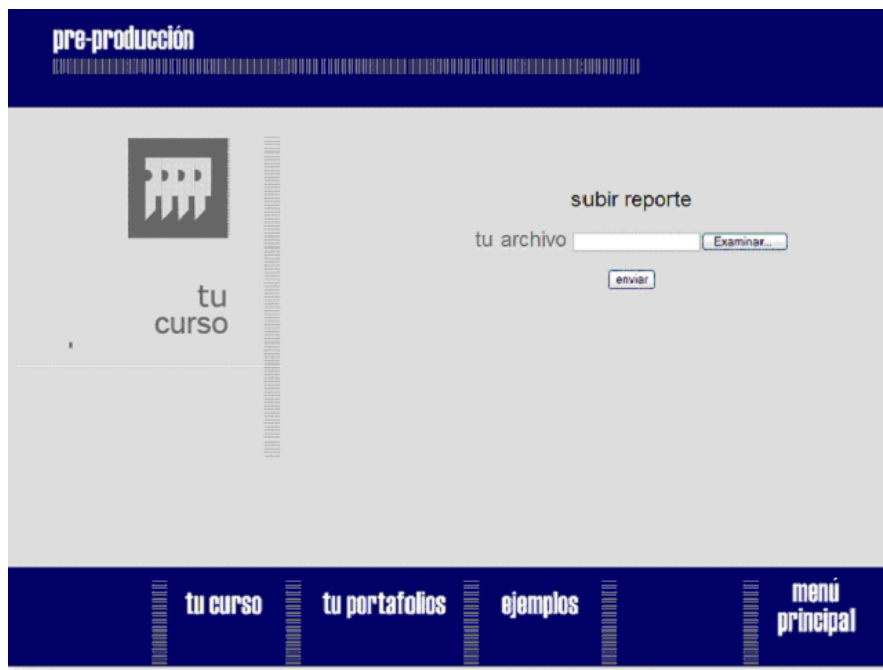 pre-producción
subir reporte
tu archivo Examinar...
enviar
tu
curso
tu curso
tu portafolios
ejemplos
menú
principal